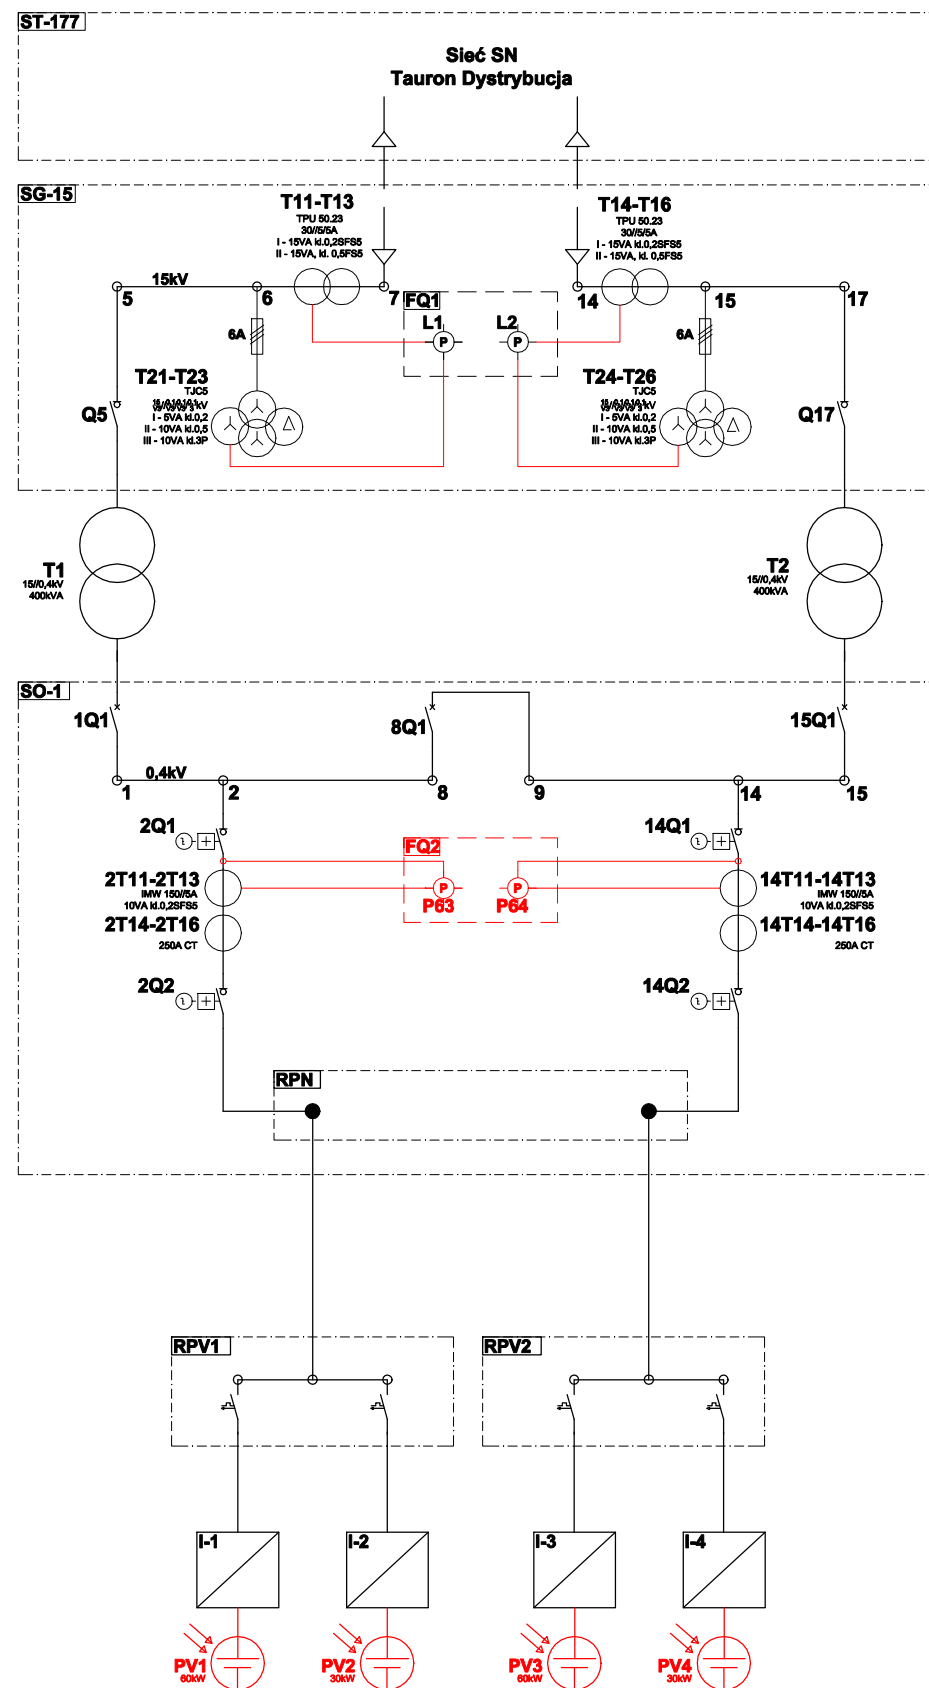 ST-177
Sieć SN
Tauron Dystrybucja
SG-15
T11-T13
TPU 50.23
30//5/5A
I - 15VA kl.0,2SFS5
II - 15VA, kl. 0,5FS5
T14-T16
TPU 50.23
30//5/5A
I - 15VA kl.0,2SFS5
II - 15VA, kl. 0,5FS5
15kV
5
6
7
FQ1
14
15
17
6A
L1
P
L2
P
6A
T21-T23
TJC5
I - 5VA kl.0,2
II - 10VA kl.0,5
III - 10VA kl.3P
T24-T26
TJC5
I - 5VA kl.0,2
II - 10VA kl.0,5
III - 10VA kl.3P
Q5
Q17
T1
15//0,4kV
400kVA
T2
15//0,4kV
400kVA
SO-1
1Q1
8Q1
15Q1
0,4kV
1
2
8
9
14
15
2Q1
14Q1
FQ2
2T11-2T13
IMW 150//5A
10VA kl.0,2SFS5
P
P63
P
P64
14T11-14T13
IMW 150//5A
10VA kl.0,2SFS5
2T14-2T16
250A CT
14T14-14T16
250A CT
2Q2
14Q2
RPN
RPV1
RPV2
I-1
I-2
I-3
I-4
PV1
60kW
PV2
30kW
PV3
60kW
PV4
30kW